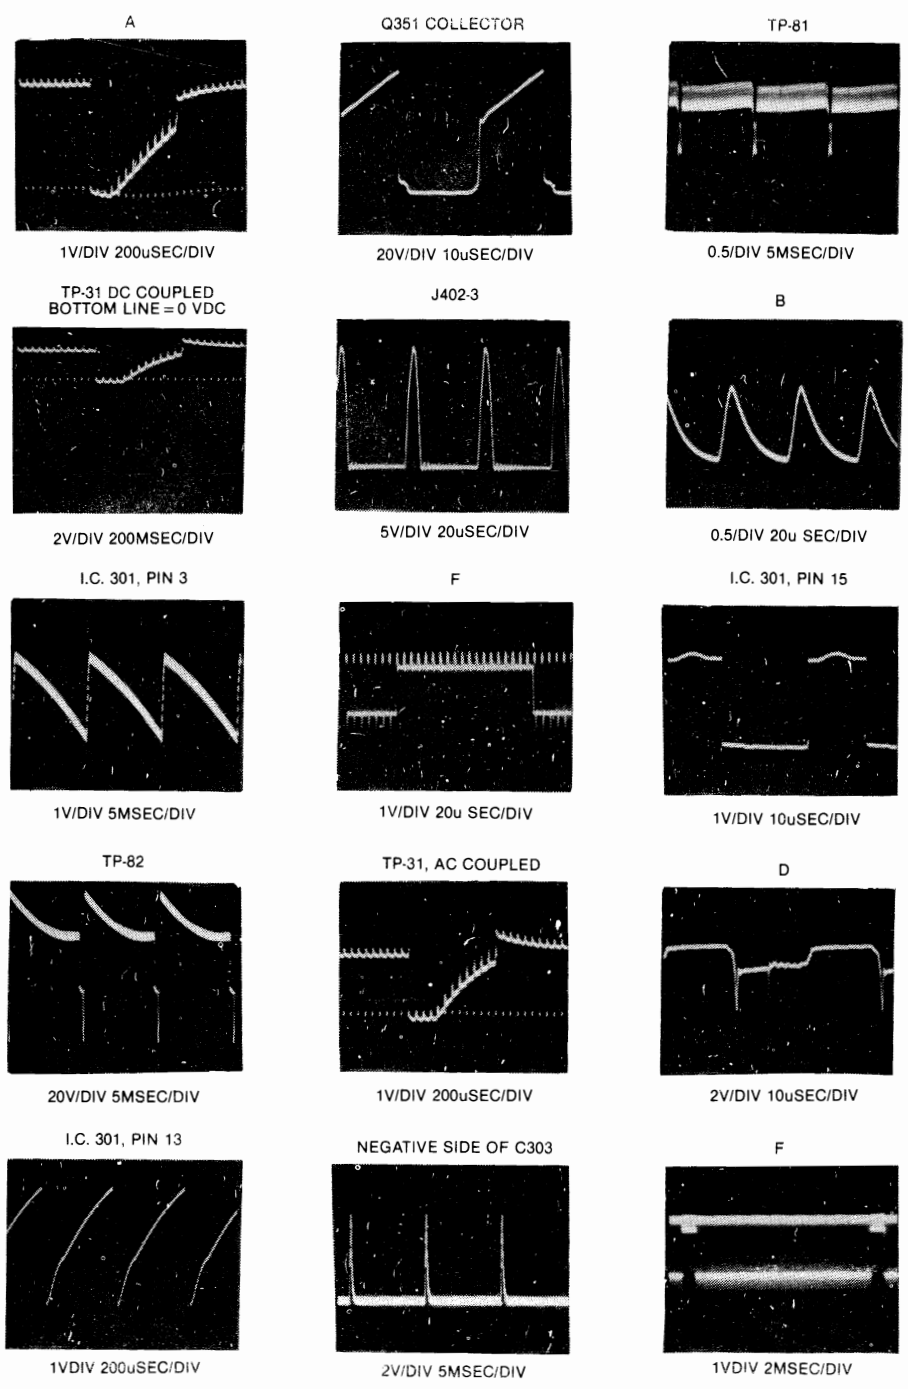 A
Q351 COLLECTOR
TP-81
1V/DIV 200uSEC/DIV
20V/DIV 10uSEC/DIV
0.5/DIV 5MSEC/DIV
TP-31 DC COUPLED
BOTTOM LINE = 0 VDC
J402-3
B
2V/DIV 200MSEC/DIV
5V/DIV 20uSEC/DIV
0.5/DIV 20u SEC/DIV
I.C. 301, PIN 3
F
I.C. 301, PIN 15
1V/DIV 5MSEC/DIV
1V/DIV 20u SEC/DIV
1V/DIV 10uSEC/DIV
TP-82
TP-31, AC COUPLED
D
20V/DIV 5MSEC/DIV
1V/DIV 200uSEC/DIV
2V/DIV 10uSEC/DIV
I.C. 301, PIN 13
NEGATIVE SIDE OF C303
F
1VDIV 200uSEC/DIV
2V/DIV 5MSEC/DIV
1VDIV 2MSEC/DIV